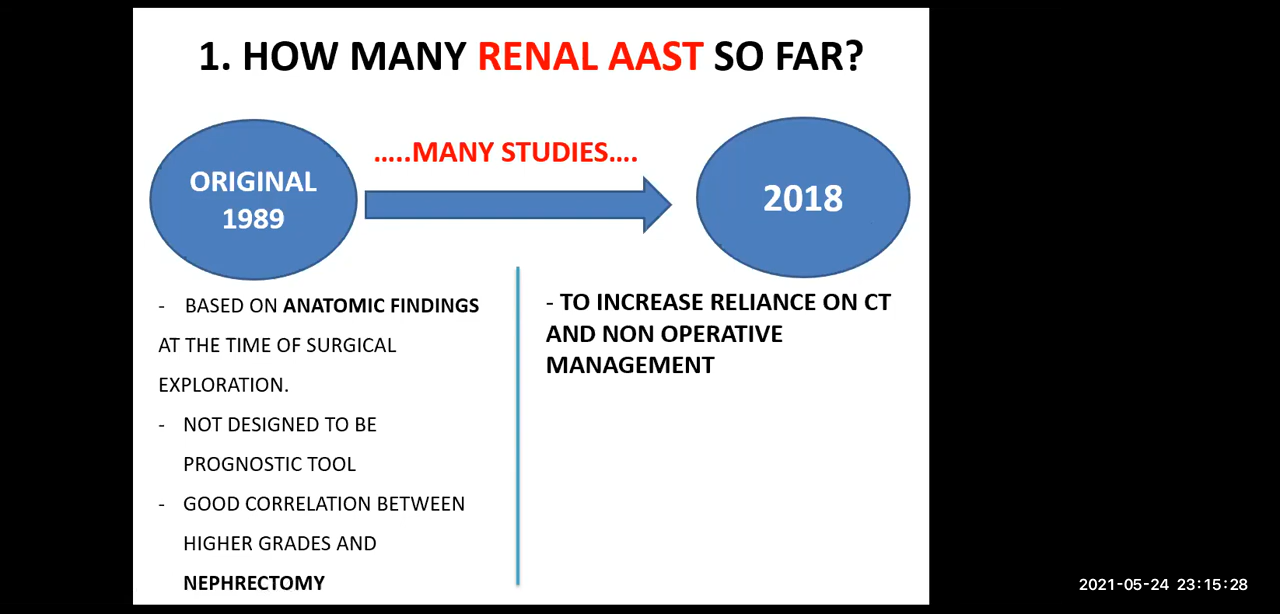 1. HOW MANY RENAL AAST SO FAR?
ORIGINAL
1989
.....MANY STUDIES....
2018
- BASED ON ANATOMIC FINDINGS
AT THE TIME OF SURGICAL
EXPLORATION.
- NOT DESIGNED TO BE
PROGNOSTIC TOOL
- GOOD CORRELATION BETWEEN
HIGHER GRADES AND
NEPHRECTOMY
- TO INCREASE RELIANCE ON CT
AND NON OPERATIVE
MANAGEMENT
2021-05-24 23:15:28